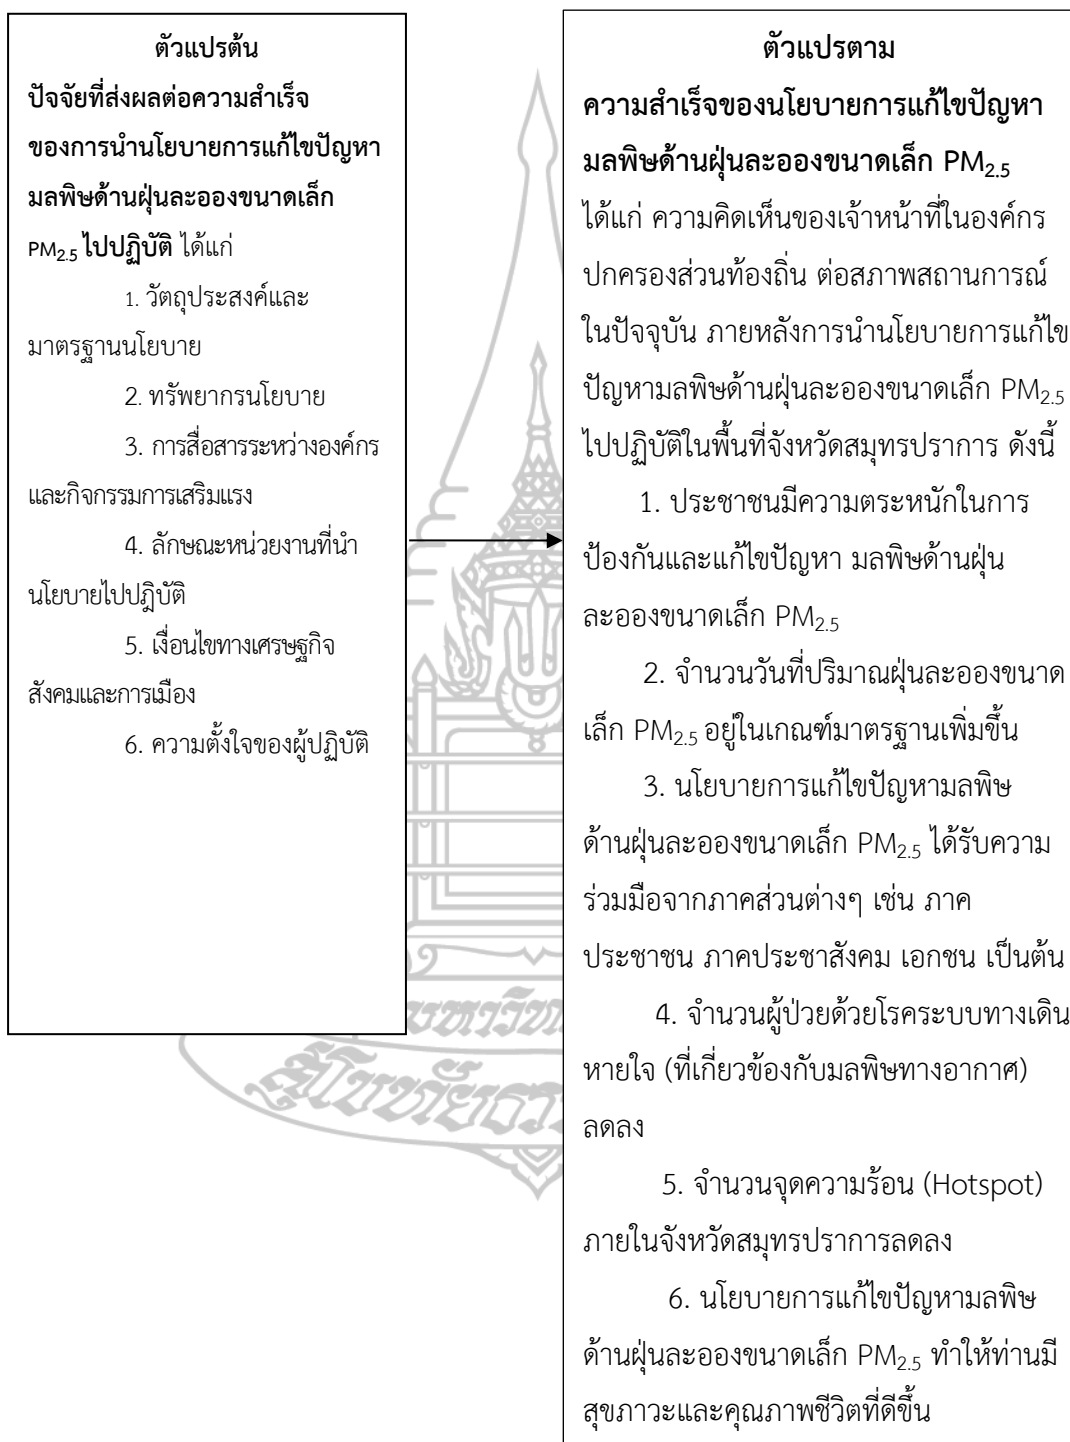 ตัวแปรต้น
ปัจจัยที่ส่งผลต่อความสำเร็จ
ของการนำนโยบายการแก้ไขปัญหา
มลพิษด้านฝุ่นละอองขนาดเล็ก
PM2.5 ไปปฏิบัติ ได้แก่
1. วัตถุประสงค์และ
มาตรฐานนโยบาย
2. ทรัพยากรนโยบาย
3. การสื่อสารระหว่างองค์กร
และกิจกรรมการเสริมแรง
4. ลักษณะหน่วยงานที่นำ
นโยบายไปปฎิบัติ
5. เงื่อนไขทางเศรษฐกิจ
สังคมและการเมือง
6. ความตั้งใจของผู้ปฏิบัติ
ตัวแปรตาม
ความสำเร็จของนโยบายการแก้ไขปัญหา
มลพิษด้านฝุ่นละอองขนาดเล็ก PM2.5
ได้แก่ ความคิดเห็นของเจ้าหน้าที่ในองค์กร
ปกครองส่วนท้องถิ่น ต่อสภาพสถานการณ์
ในปัจจุบัน ภายหลังการนำนโยบายการแก้ไข
ปัญหามลพิษด้านฝุ่นละอองขนาดเล็ก PM2.5
ไปปฏิบัติในพื้นที่จังหวัดสมุทรปราการ ดังนี้
1. ประชาชนมีความตระหนักในการ
ป้องกันและแก้ไขปัญหา มลพิษด้านฝุ่น
ละอองขนาดเล็ก PM2.5
2. จำนวนวันที่ปริมาณฝุ่นละอองขนาด
เล็ก PM2.5 อยู่ในเกณฑ์มาตรฐานเพิ่มขึ้น
3. นโยบายการแก้ไขปัญหามลพิษ
ด้านฝุ่นละอองขนาดเล็ก PM2.5 ได้รับความ
ร่วมมือจากภาคส่วนต่างๆ เช่น ภาค
ประชาชน ภาคประชาสังคม เอกชน เป็นต้น
4. จำนวนผู้ป่วยด้วยโรคระบบทางเดิน
หายใจ (ที่เกี่ยวข้องกับมลพิษทางอากาศ)
ลดลง
5. จำนวนจุดความร้อน (Hotspot)
ภายในจังหวัดสมุทรปราการลดลง
6. นโยบายการแก้ไขปัญหามลพิษ
ด้านฝุ่นละอองขนาดเล็ก PM2.5 ทำให้ท่านมี
สุขภาวะและคุณภาพชีวิตที่ดีขึ้น